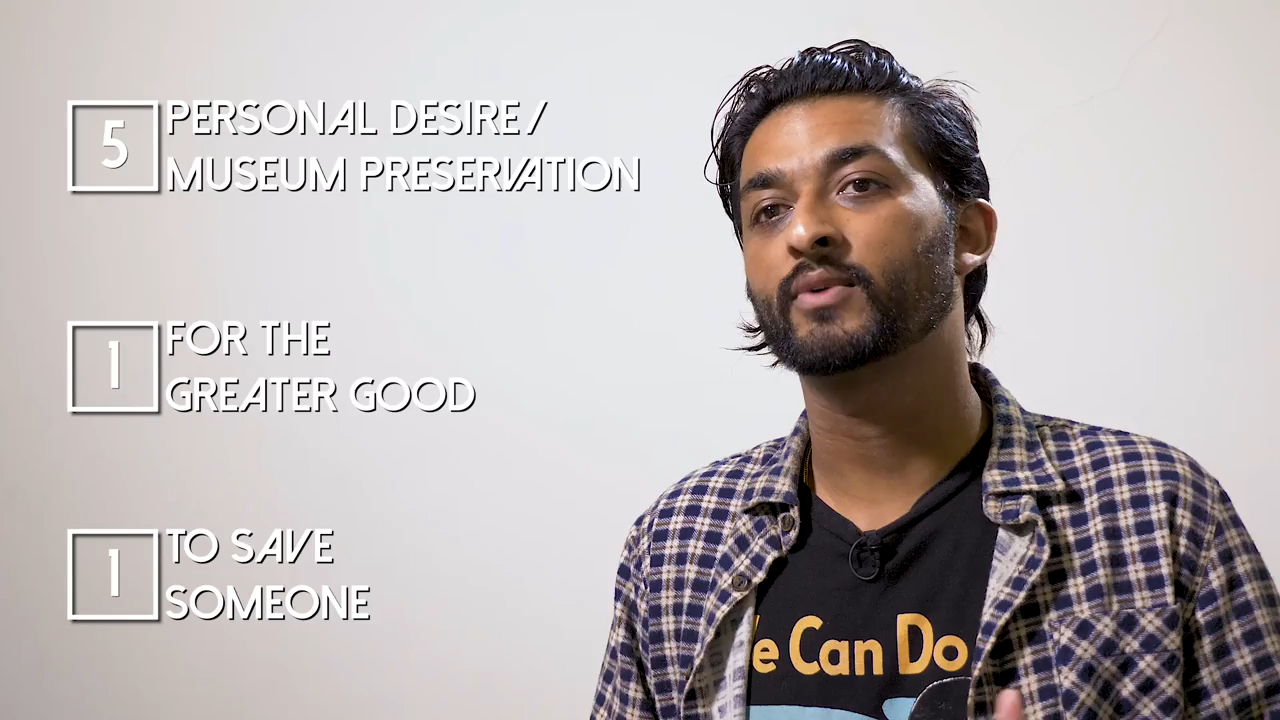 5
PERSONAL DESIRE/
MUSEUM PRESERVATION
1
FOR THE
GREATER GOOD
1
TO SAVE
SOMEONE
Can Do